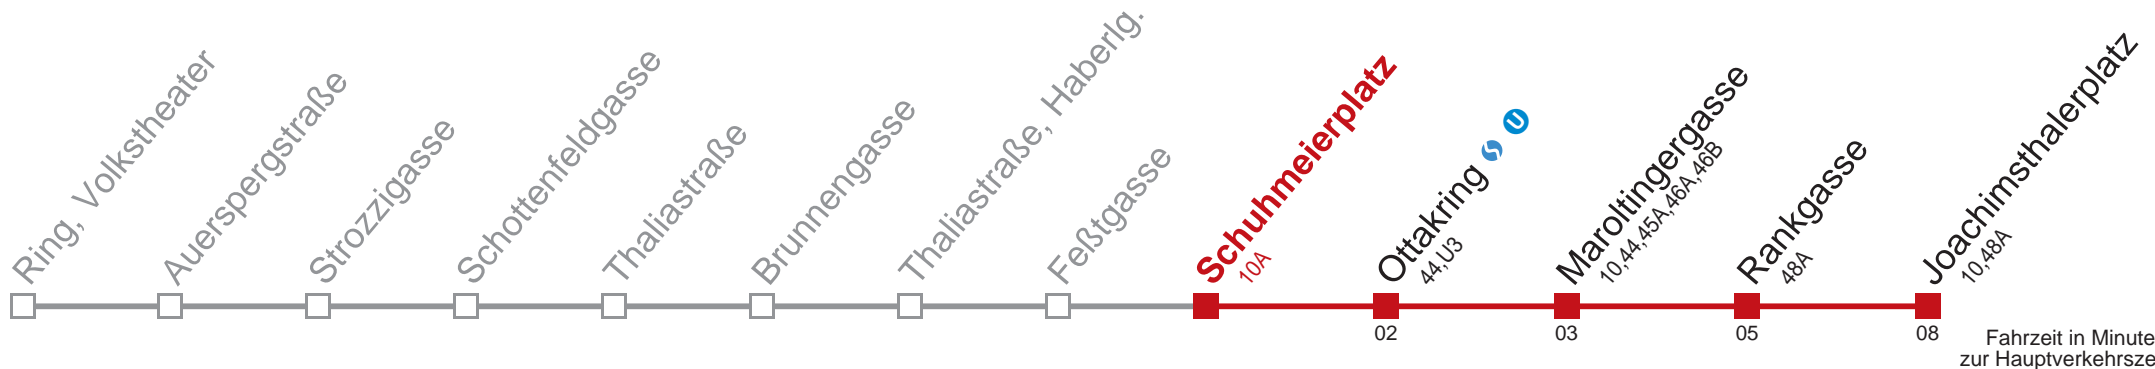 Ring, Volkstheater
Auerspergstraße
Strozzigasse
Schottenfeldgasse
Thaliastraße
Brunnengasse
Thaliastraße, Haberlg.
Feßtgasse
Schuhmeierplatz
10A
Ottakring S U
44,U3
Maroltingergasse
10,44,45A,46A,46B
Rankgasse
48A
Joachimsthalerplatz
10,48A
02 03 05 08
Fahrzeit in Minute
zur Hauptverkehrsze